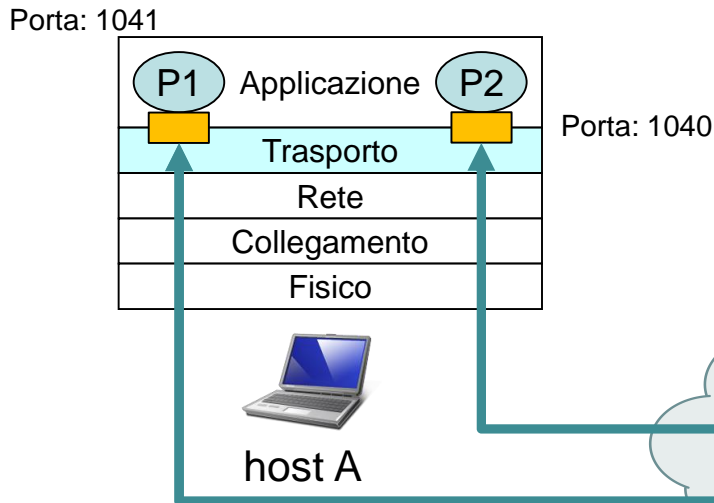 Porta: 1041
P1 Applicazione P2
Porta: 1040
Trasporto
Rete
Collegamento
Fisico
host A